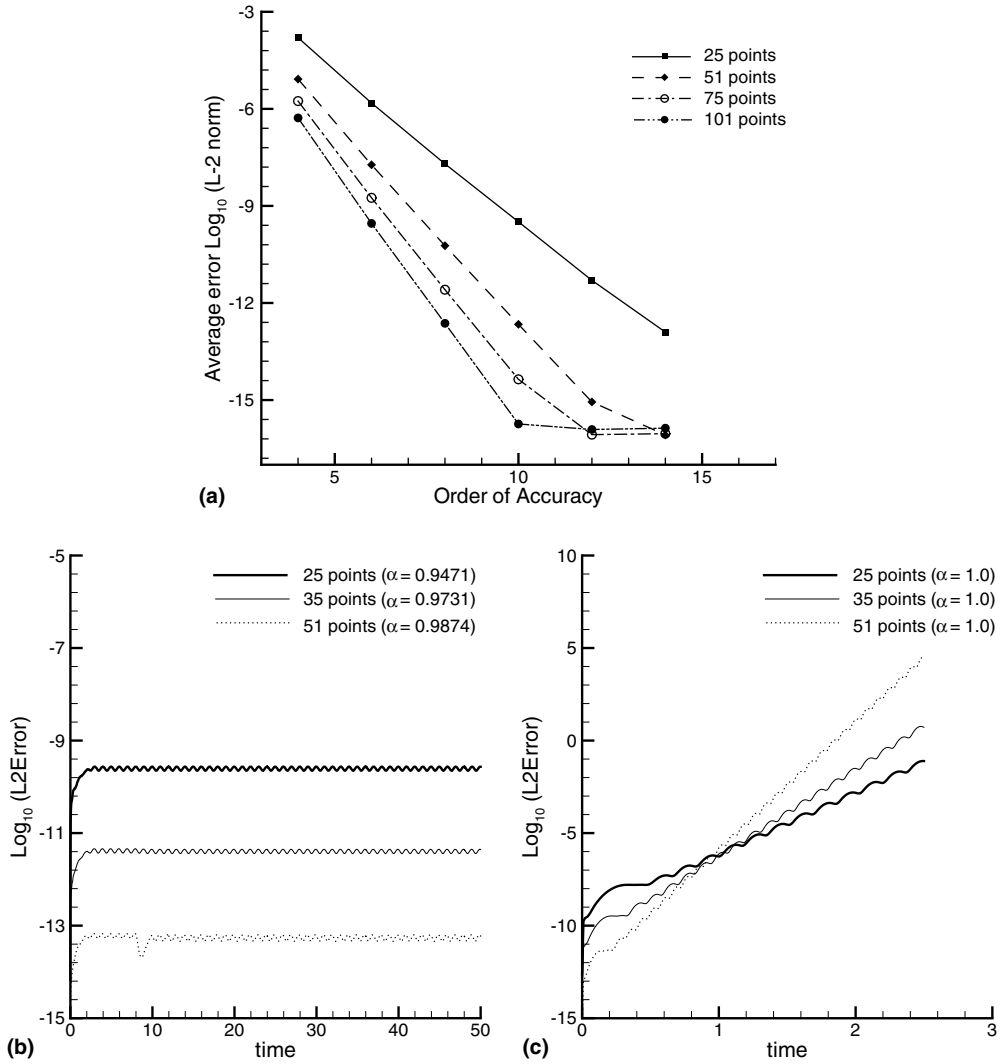 -3
-6
-9
-12
-15
Average error Log10 (L-2 norm)
25 points
51 points
75 points
101 points
5
10
15
Order of Accuracy
(a)
-5
-7
-9
-11
-13
-15
Log10 (L2Error)
25 points (α = 0.9471)
35 points (α = 0.9731)
51 points (α = 0.9874)
0
10
20
30
40
50
time
(b)
10
5
0
-5
-10
-15
Log10 (L2Error)
25 points (α = 1.0)
35 points (α = 1.0)
51 points (α = 1.0)
0
1
2
3
time
(c)